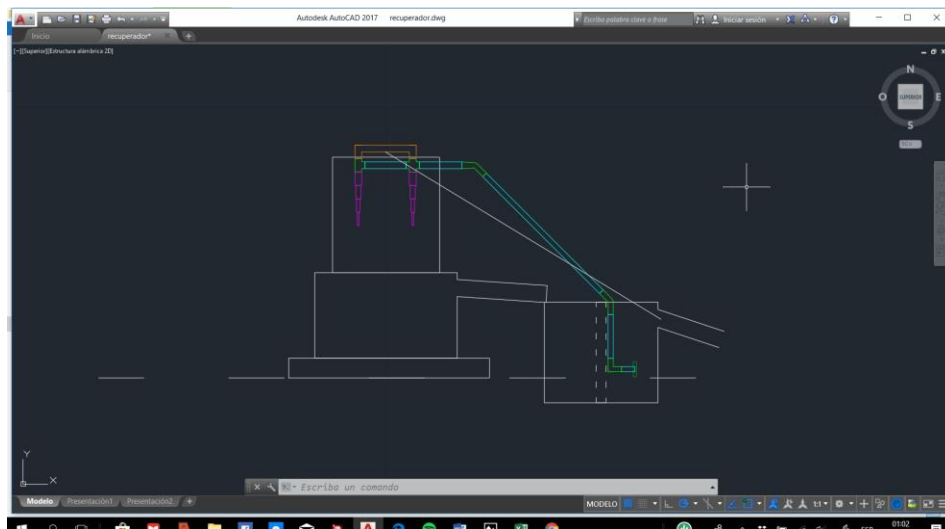 Autodesk AutoCAD 2017 recuperador.dwg
Escriba palabra clave o frase
Iniciar sesión
Inicio
recuperador*
[−][Superior][Estructura alámbrica 2D]
N
O
SUPERIOR
E
S
Y
X
Escriba un comando
Modelo
Presentación1
Presentación2
MODELO
1:1
01:02